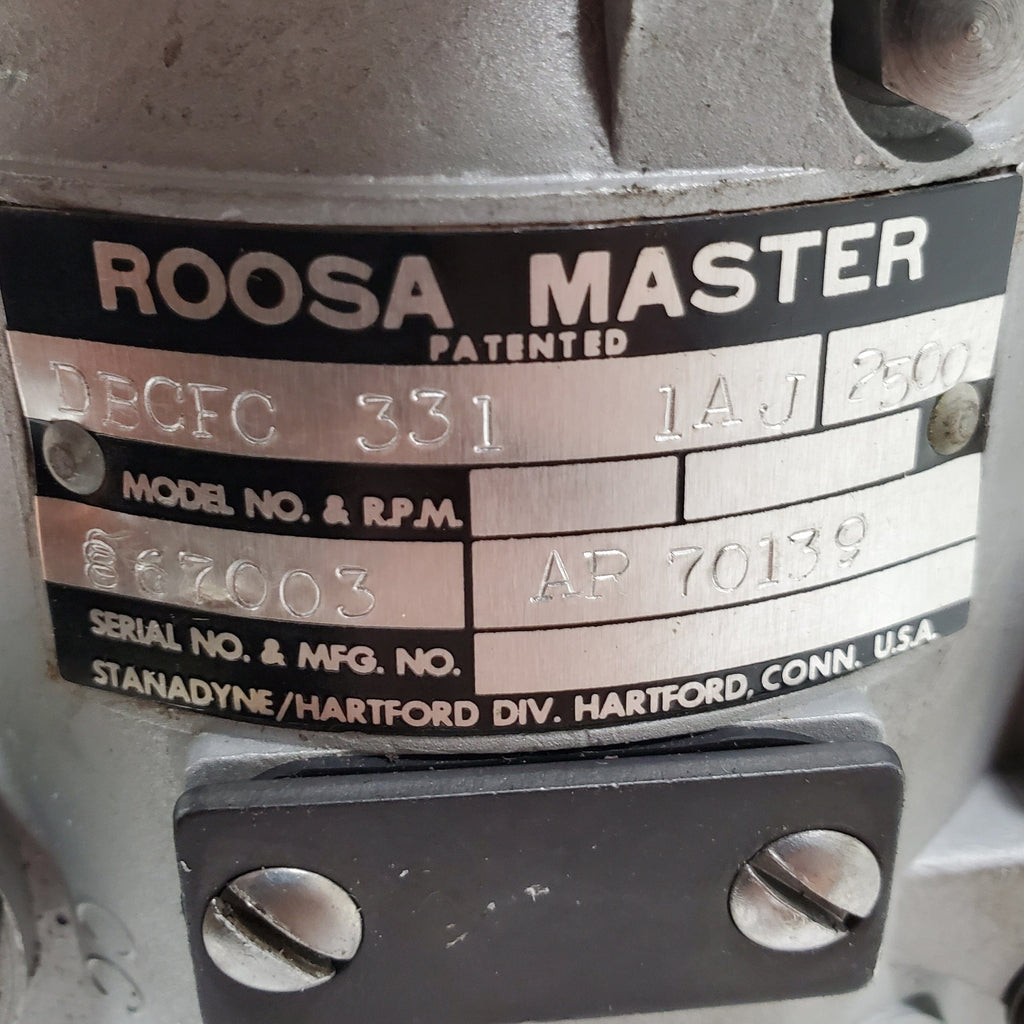 ROOSA MASTER
PATENTED
DBCFC 331 1AJ 2500
MODEL NO. & R.P.M.
867003 AR 70139
SERIAL NO. & MFG. NO.
STANADYNE/HARTFORD DIV. HARTFORD, CONN. U.S.A.